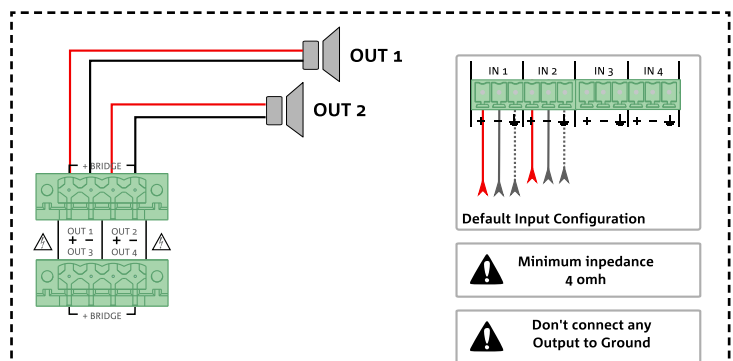 OUT 1
OUT 2
+ BRIDGE -
OUT 1 OUT 2
+ - + -
OUT 3 OUT 4
+ BRIDGE -
IN 1 IN 2 IN 3 IN 4
+ - + - + - + -
Default Input Configuration
Minimum inpedance
4 omh
Don't connect any
Output to Ground